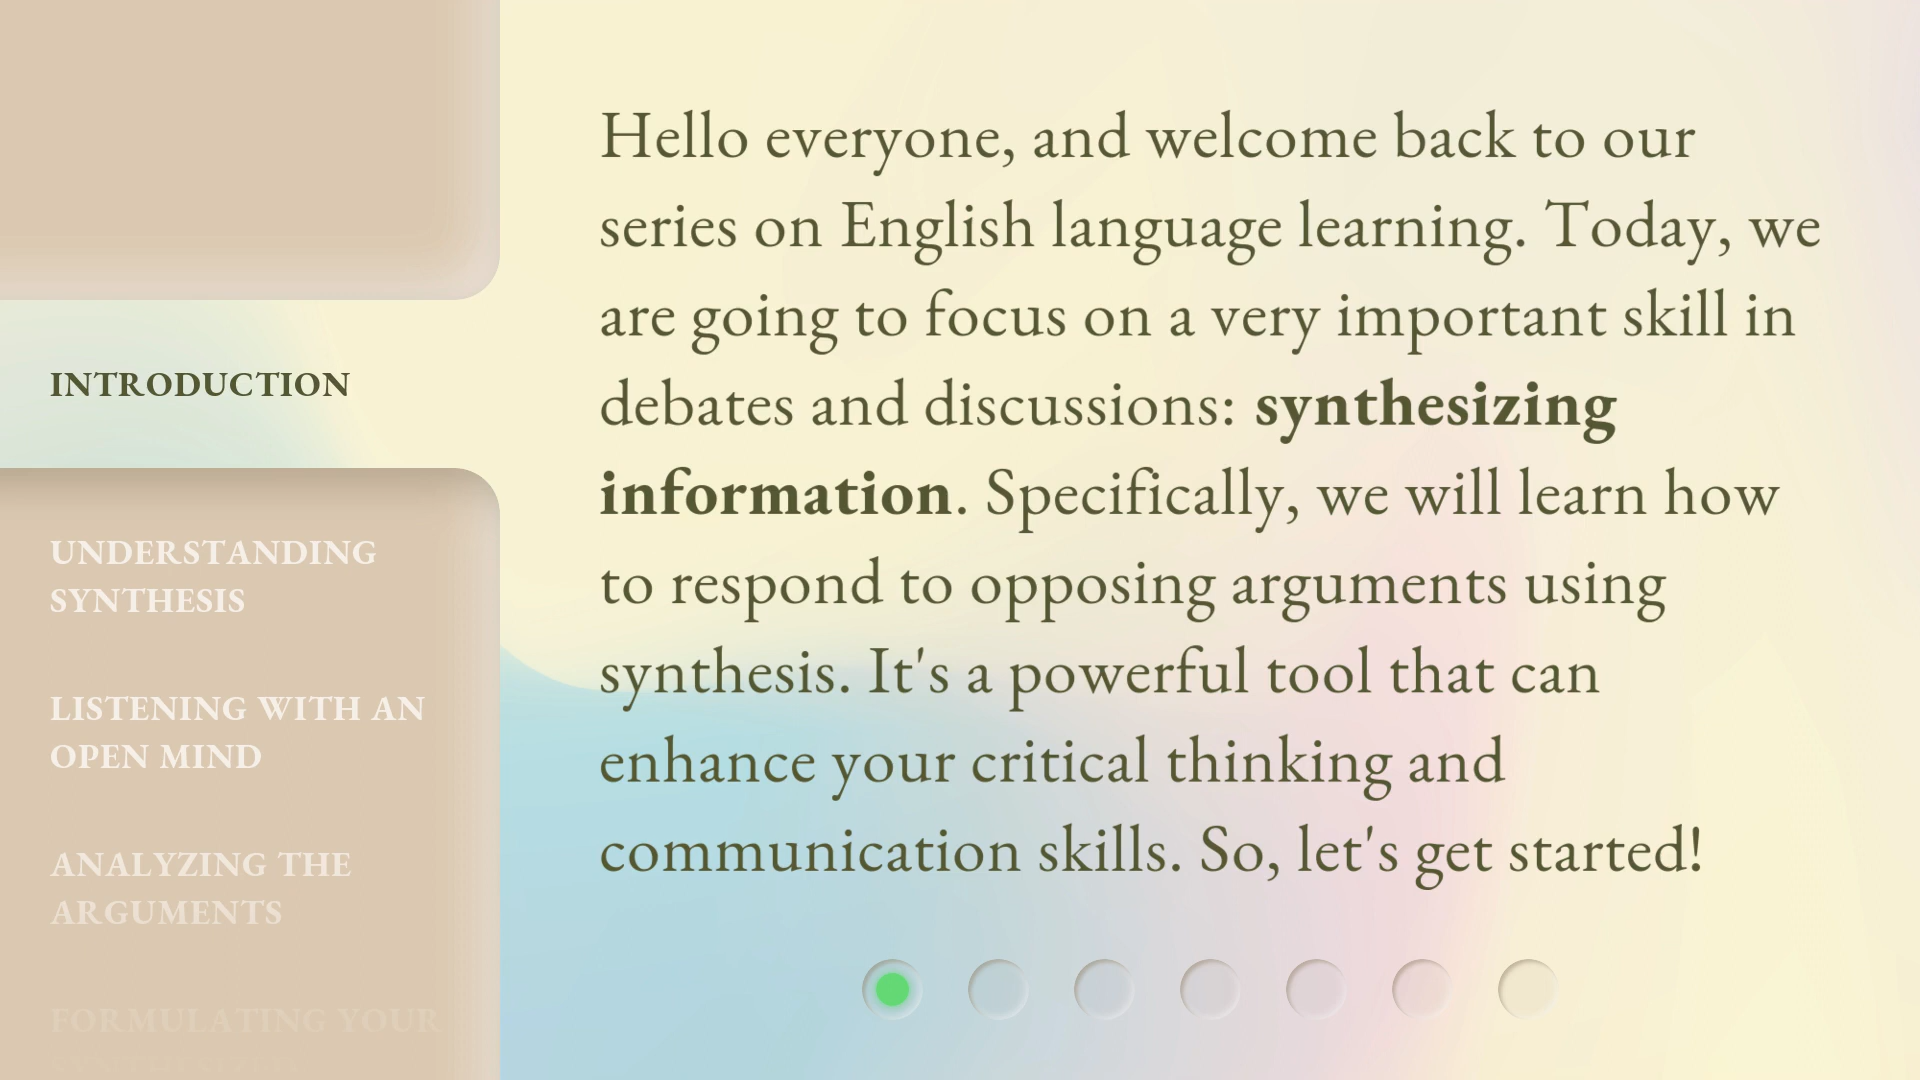 INTRODUCTION
UNDERSTANDING
SYNTHESIS
LISTENING WITH AN
OPEN MIND
ANALYZING THE
ARGUMENTS
FORMULATING YOUR
Hello everyone, and welcome back to our
series on English language learning. Today, we
are going to focus on a very important skill in
debates and discussions: synthesizing
information. Specifically, we will learn how
to respond to opposing arguments using
synthesis. It's a powerful tool that can
enhance your critical thinking and
communication skills. So, let's get started!